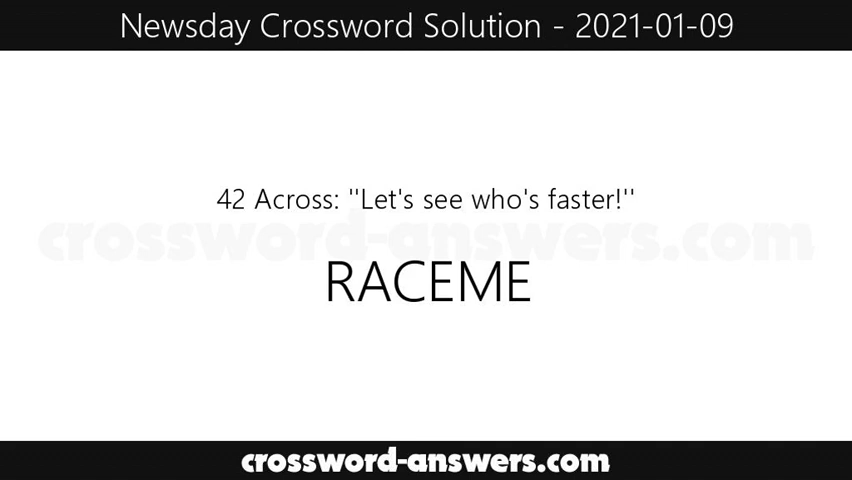 Newsday Crossword Solution - 2021-01-09
42 Across: ''Let's see who's faster!''
crossword-answers.com
RACEME
crossword-answers.com